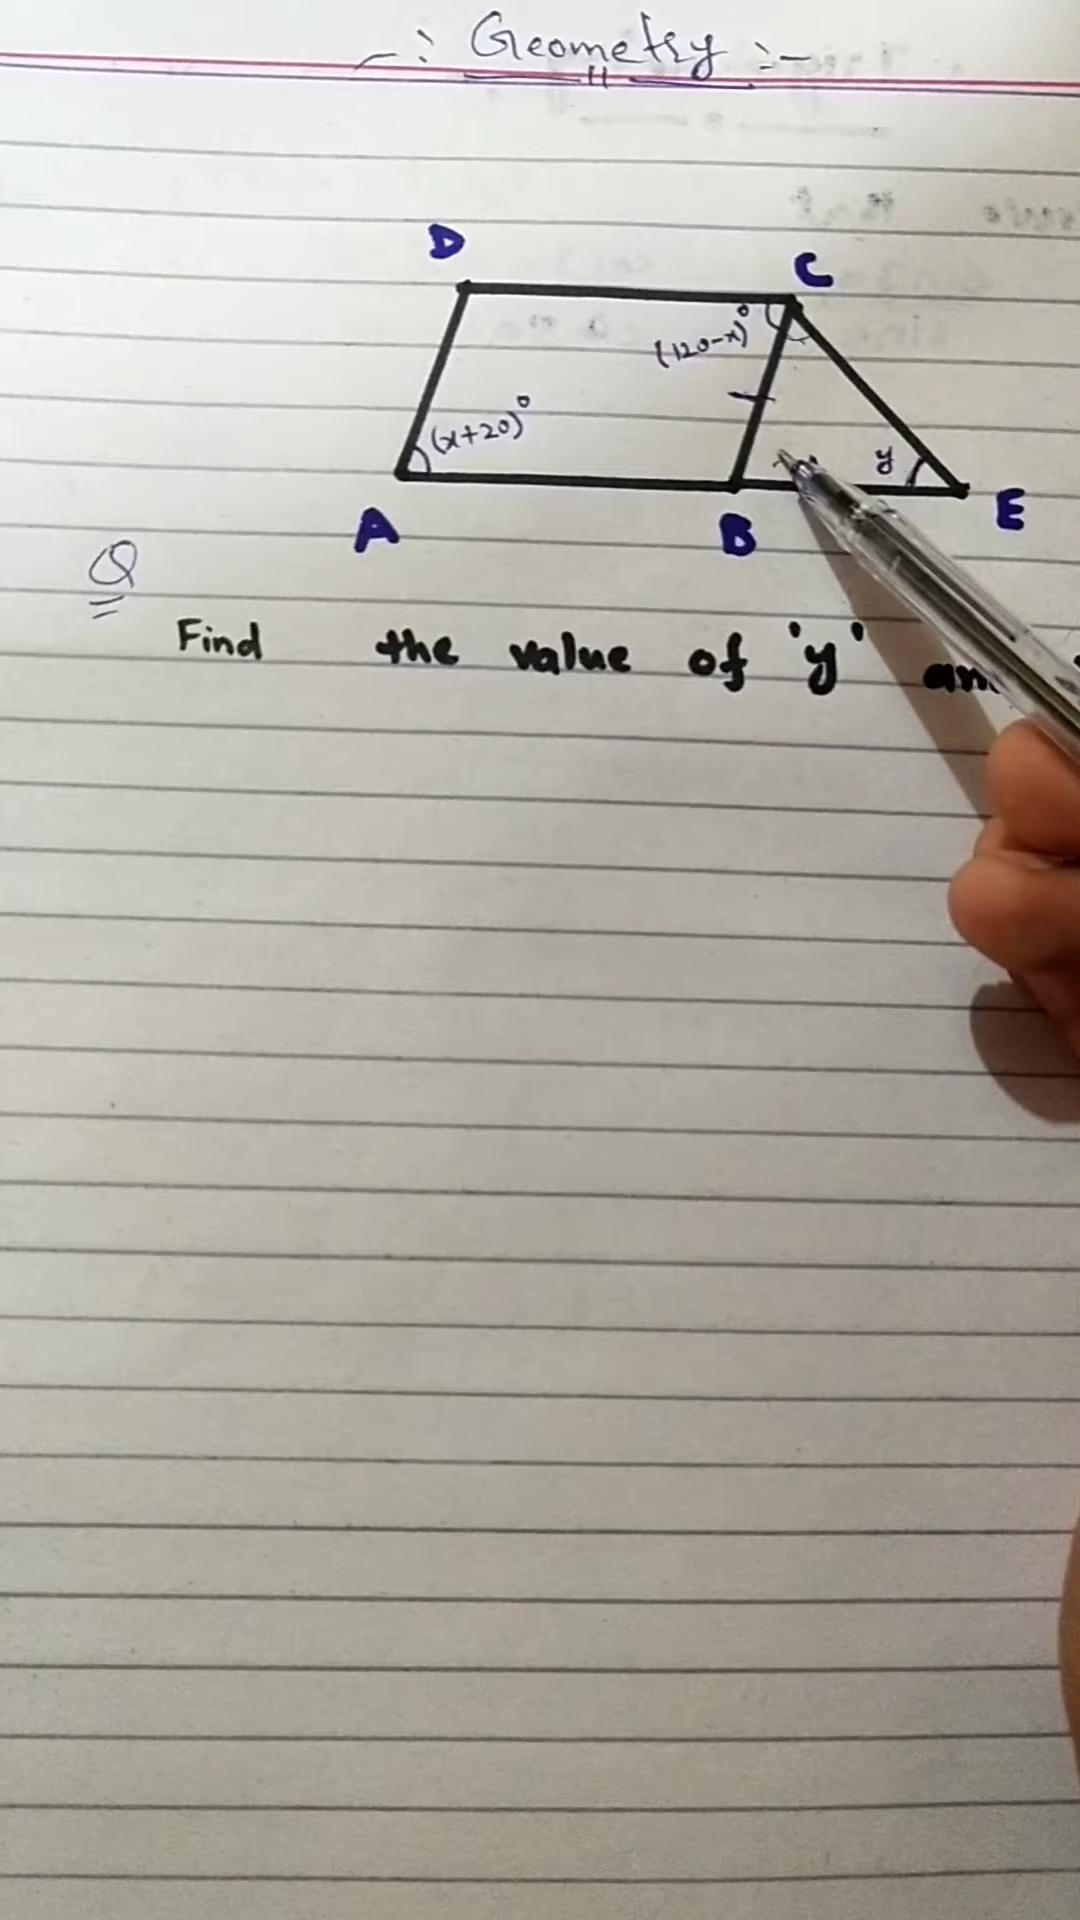 -: Geometry :-
D
C
(120-x)°
(x+20)°
y
A
B
E
Q
Find the value of 'y'